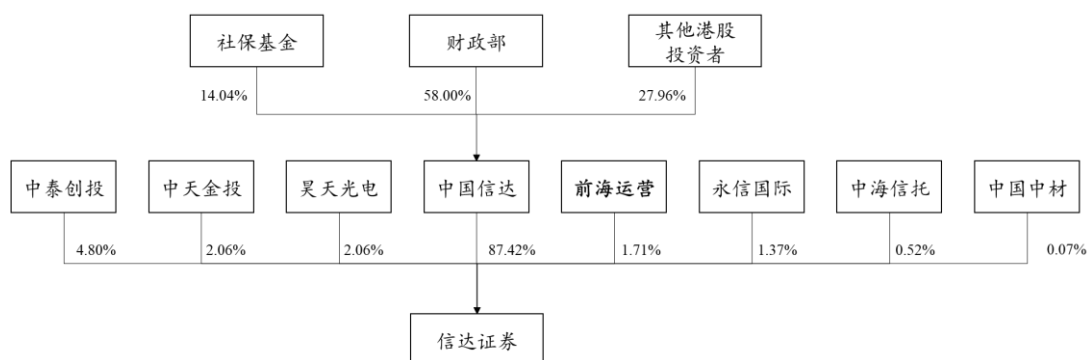 社保基金
财政部
其他港股
投资者
14.04%
58.00%
27.96%
中泰创投
中天金投
昊天光电
中国信达
前海运营
永信国际
中海信托
中国中材
4.80%
2.06%
2.06%
87.42%
1.71%
1.37%
0.52%
0.07%
信达证券